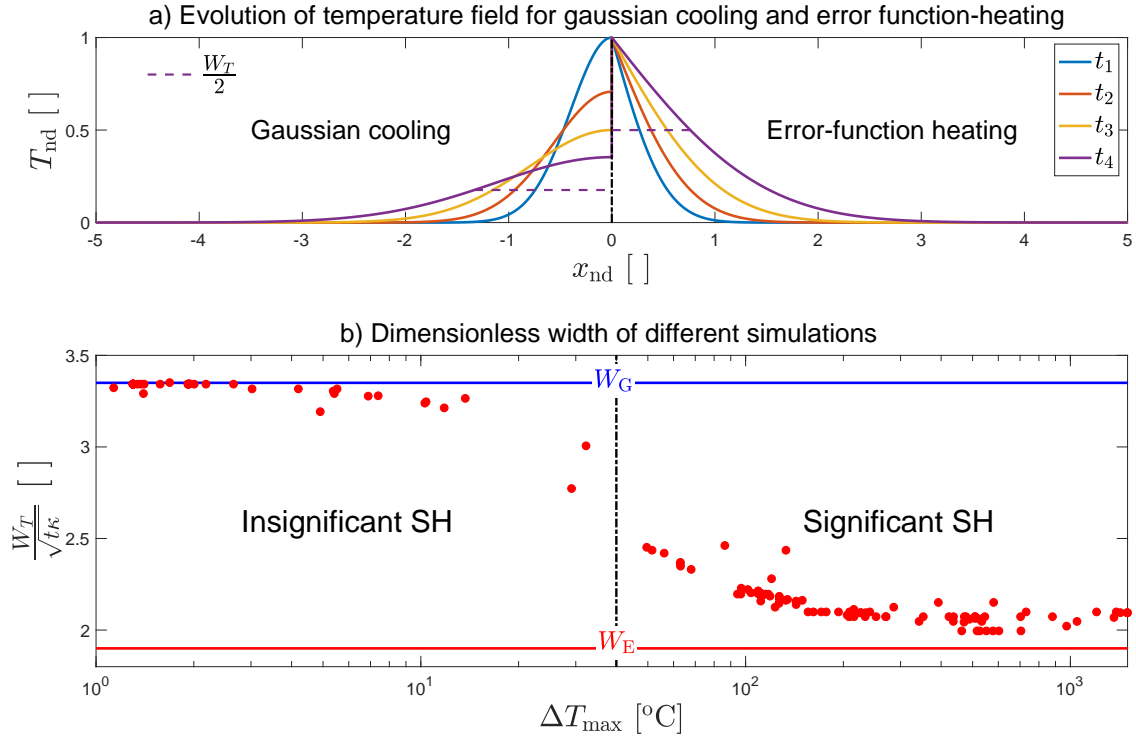 a) Evolution of temperature field for gaussian cooling and error function-heating
1
0.5
0
T_nd [ ]
W_T/2
Gaussian cooling
Error-function heating
t_1
t_2
t_3
t_4
-5 -4 -3 -2 -1 0 1 2 3 4 5
x_nd [ ]
b) Dimensionless width of different simulations
3.5
3
2.5
2
W_T/√tκ [ ]
W_G
Insignificant SH
Significant SH
W_E
10^0 10^1 10^2 10^3
ΔT_max [°C]